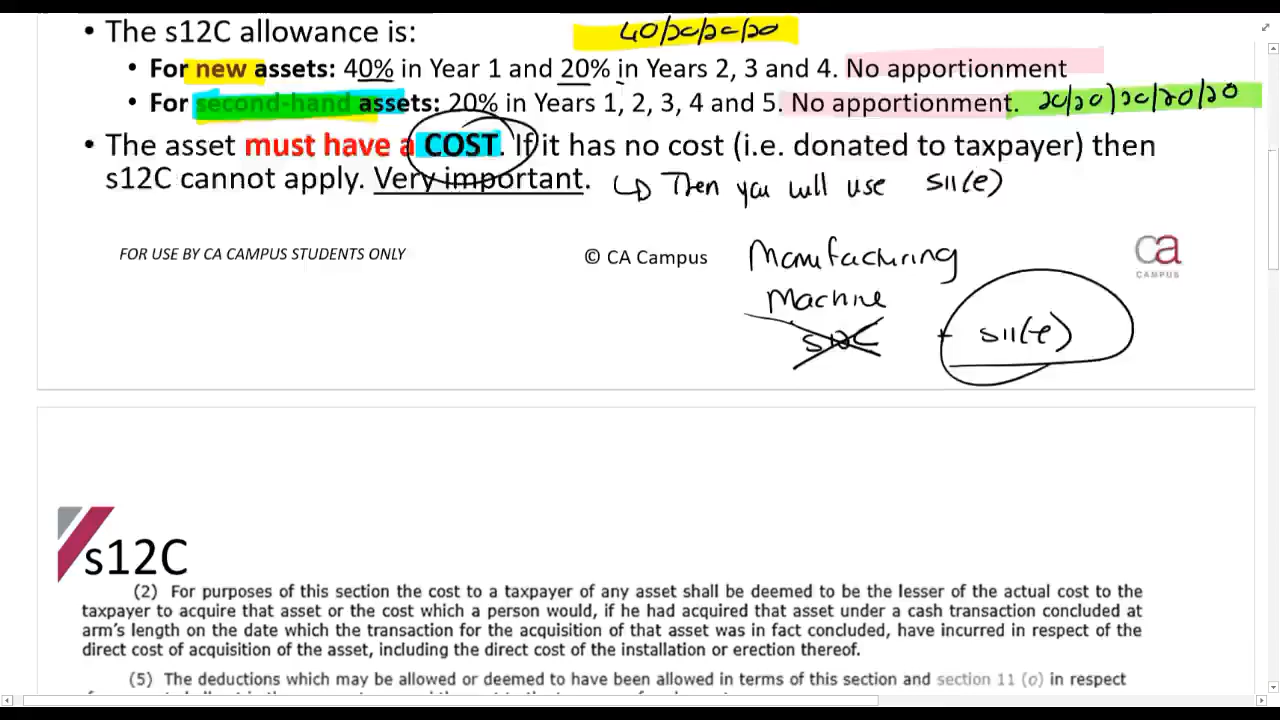 • The s12C allowance is: 40/20/20/20
• For new assets: 40% in Year 1 and 20% in Years 2, 3 and 4. No apportionment
• For second-hand assets: 20% in Years 1, 2, 3, 4 and 5. No apportionment. 20/20/20/20/20
• The asset must have a COST. If it has no cost (i.e. donated to taxpayer) then
s12C cannot apply. Very important. ↳ Then you will use s11(e)
FOR USE BY CA CAMPUS STUDENTS ONLY
© CA Campus
Manufacturing
Machine
s12C
s11(e)
ca
CAMPUS
s12C
(2) For purposes of this section the cost to a taxpayer of any asset shall be deemed to be the lesser of the actual cost to the
taxpayer to acquire that asset or the cost which a person would, if he had acquired that asset under a cash transaction concluded at
arm's length on the date which the transaction for the acquisition of that asset was in fact concluded, have incurred in respect of the
direct cost of acquisition of the asset, including the direct cost of the installation or erection thereof.
(5) The deductions which may be allowed or deemed to have been allowed in terms of this section and section 11 (o) in respect